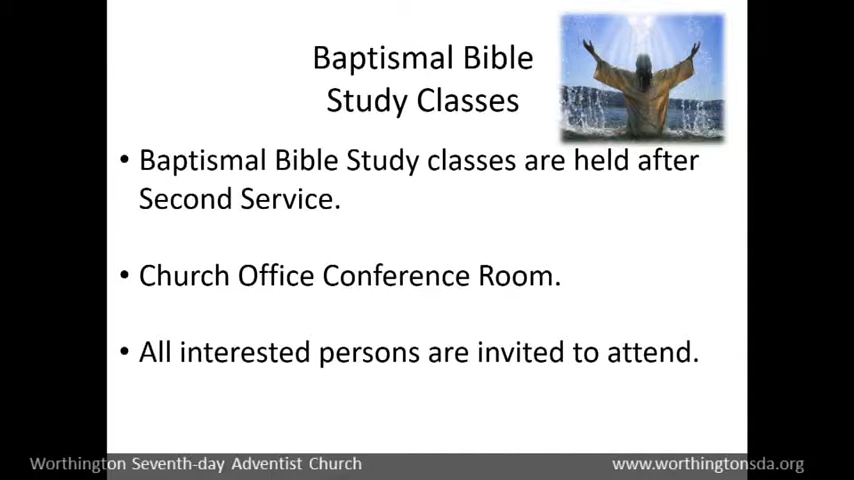 Baptismal Bible
Study Classes
• Baptismal Bible Study classes are held after
Second Service.
• Church Office Conference Room.
• All interested persons are invited to attend.
Worthington Seventh-day Adventist Church
www.worthingtonsda.org